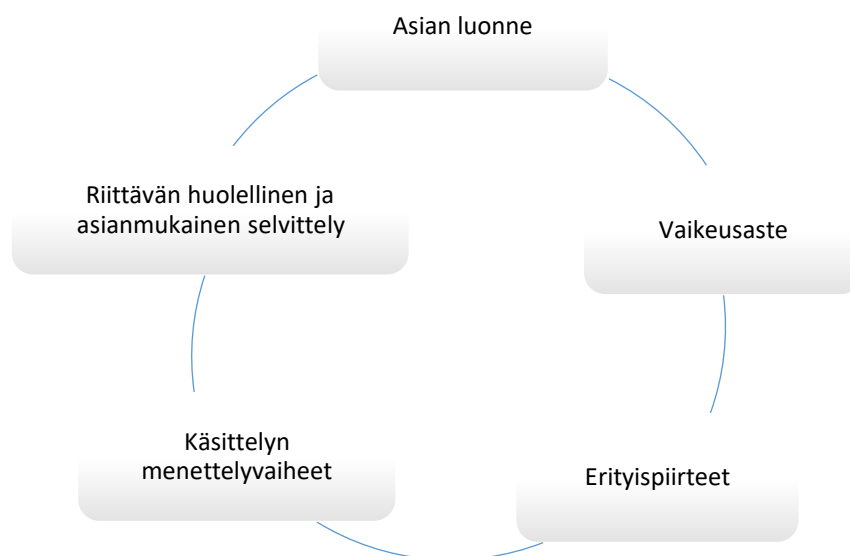 Asian luonne
Vaikeusaste
Erityispiirteet
Käsittelyn
menettelyvaiheet
Riittävän huolellinen ja
asianmukainen selvittely